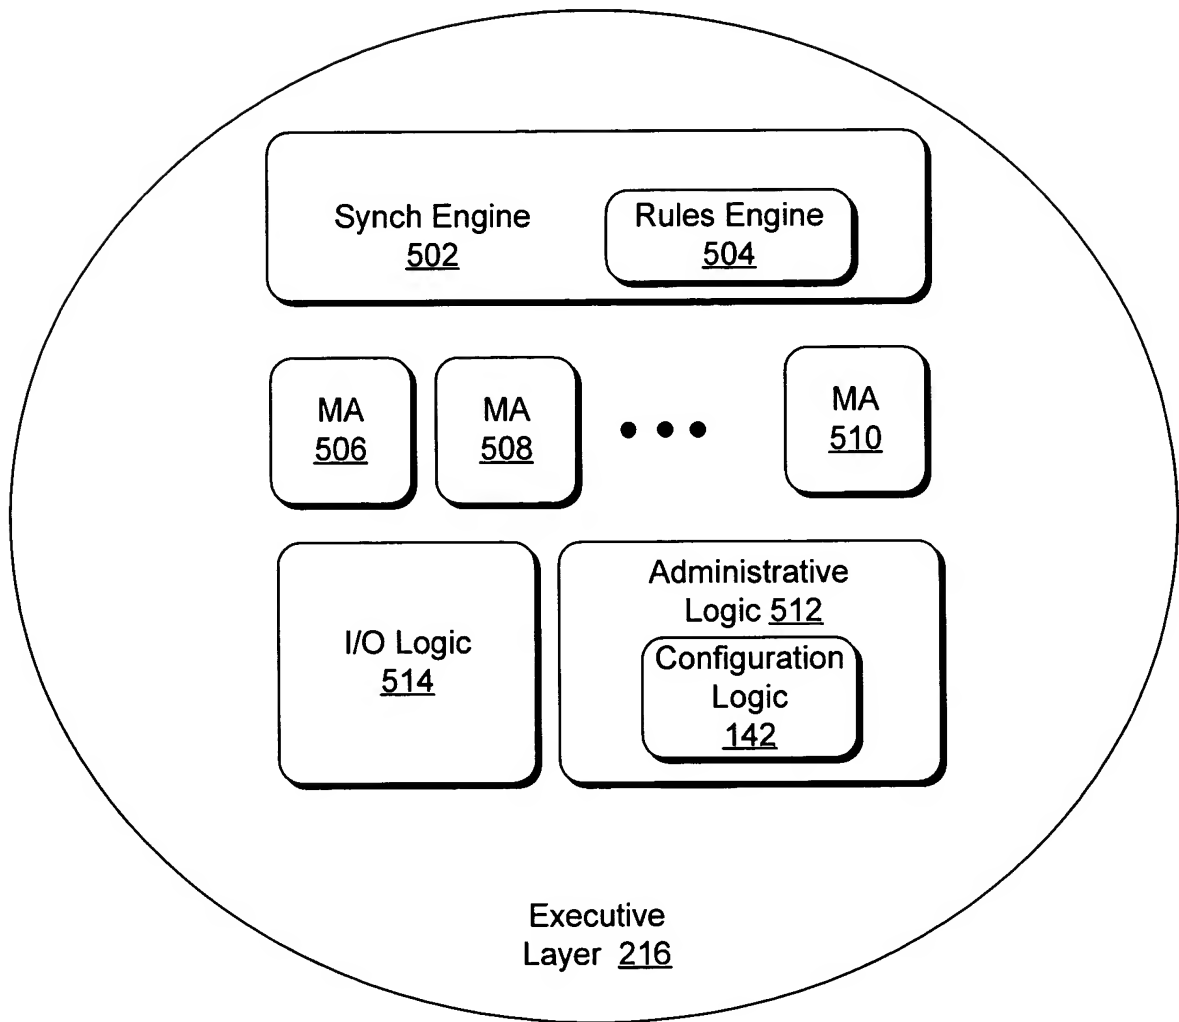 Synch Engine
502
Rules Engine
504
MA
506
MA
508
MA
510
I/O Logic
514
Administrative
Logic 512
Configuration
Logic
142
Executive
Layer 216